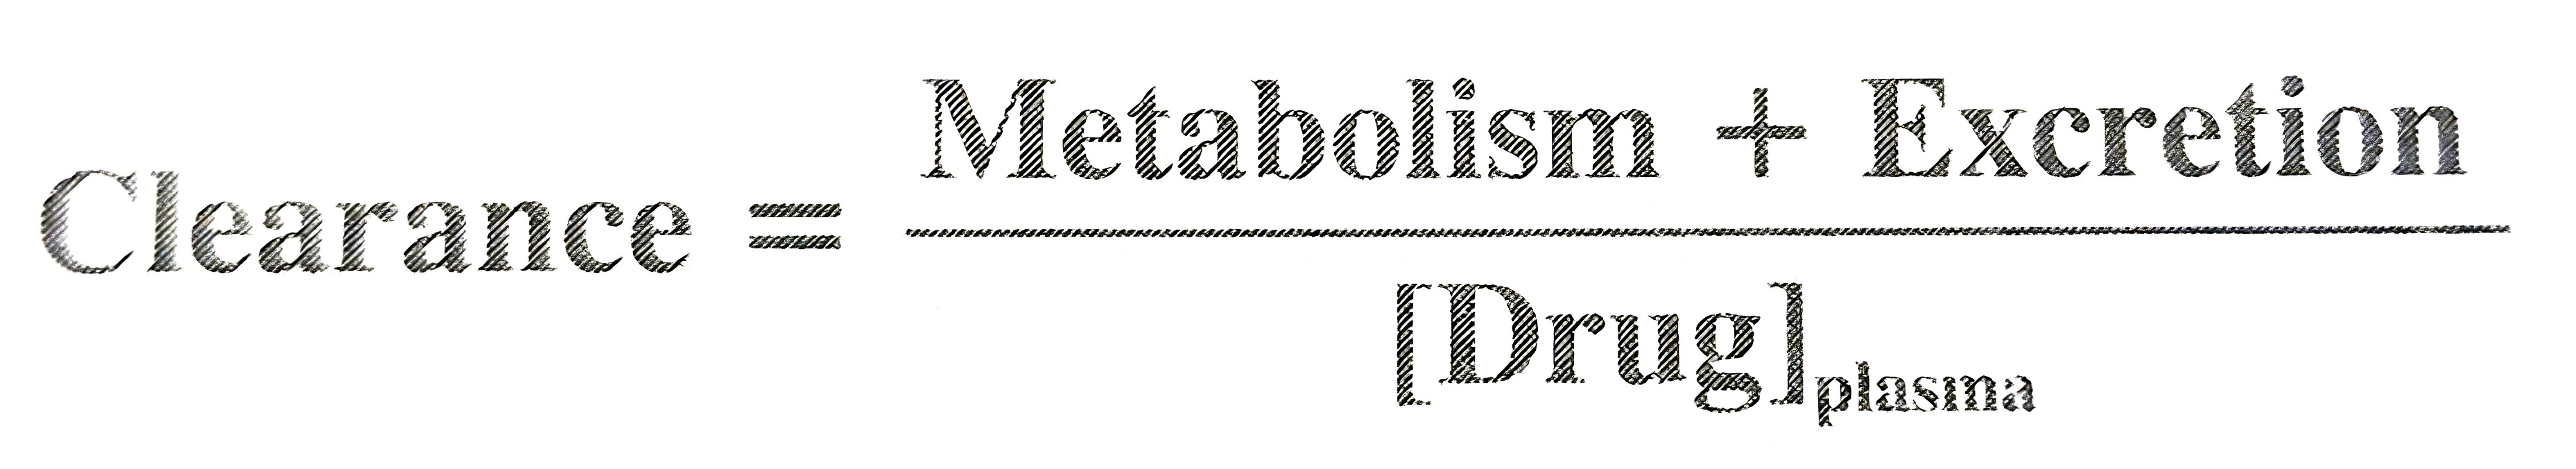 Metabolism + Excretion
Clearance =
[Drug]plasma